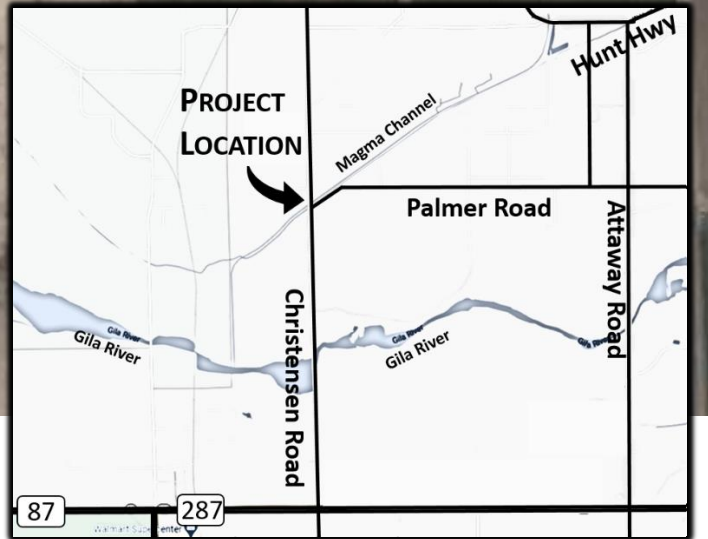 Hunt Hwy
PROJECT
LOCATION
Magma Channel
Palmer Road
Attaway Road
Christensen Road
Gila River
Gila River
Gila River
Gila River
87
287
Walmart Supercenter